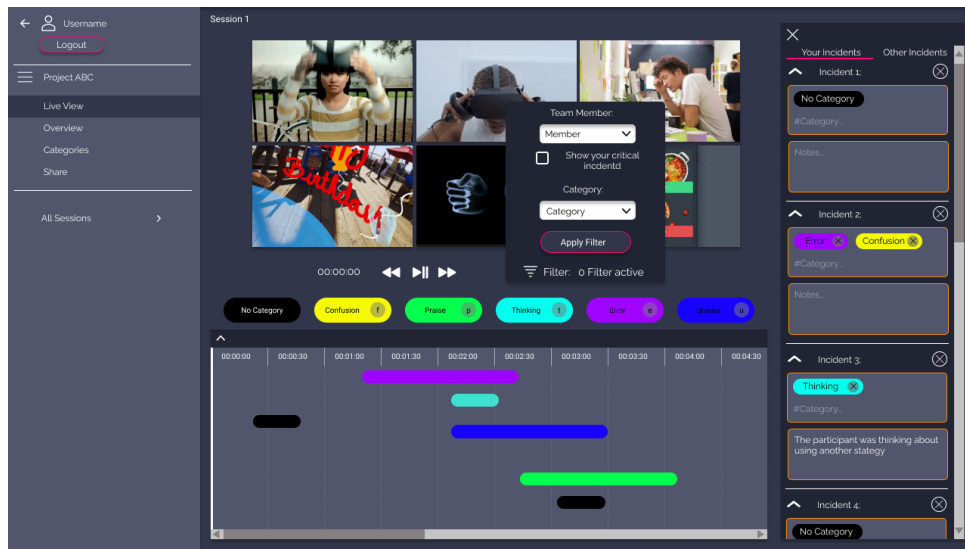 Username
Logout
Project ABC
Live View
Overview
Categories
Share
All Sessions
Session 1
Birthday
Team Member:
Member
Show your critical
incdentd
Category:
Category
Apply Filter
Filter: 0 Filter active
00:00:00
No Category
Confusion f
Praise p
Thinking t
Error e
Unsure u
00:00:00 00:00:30 00:01:00 00:01:30 00:02:00 00:02:30 00:03:00 00:03:30 00:04:00 00:04:30
Your Incidents Other Incidents
Incident 1;
No Category
#Category...
Notes...
Incident 2;
Error Confusion
#Category...
Notes...
Incident 3;
Thinking
#Category...
The participant was thinking about
using another stategy
Incident 4;
No Category